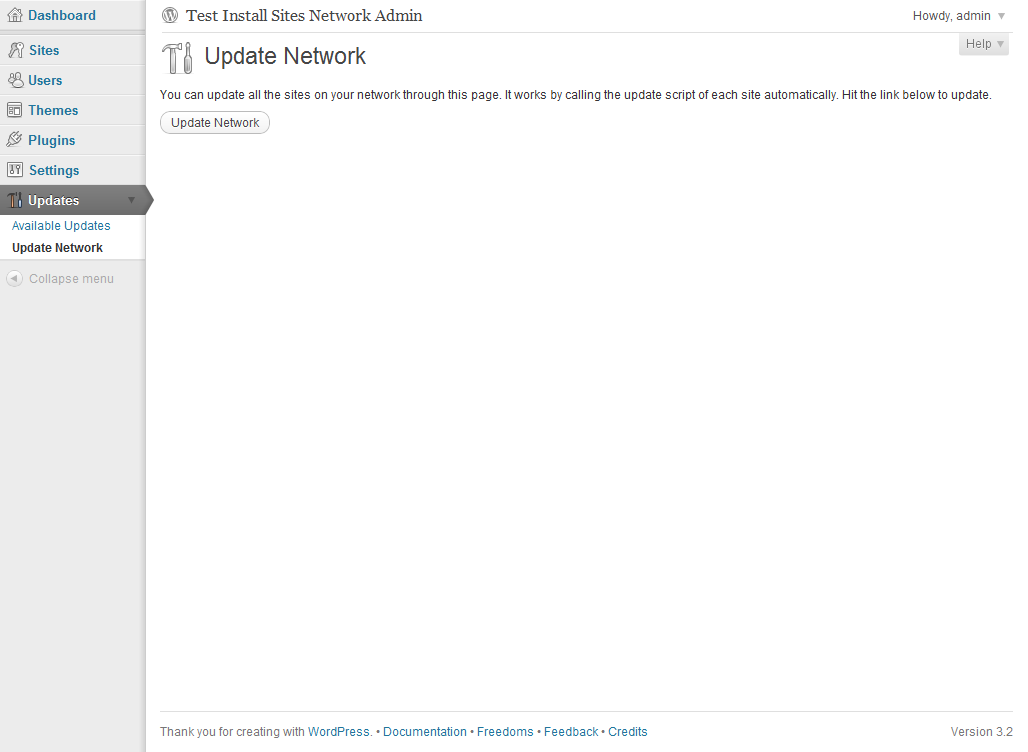 Dashboard
Sites
Users
Themes
Plugins
Settings
Updates
Available Updates
Update Network
Collapse menu
Test Install Sites Network Admin
Howdy, admin
Help
Update Network
You can update all the sites on your network through this page. It works by calling the update script of each site automatically. Hit the link below to update.
Update Network
Thank you for creating with WordPress. • Documentation • Freedoms • Feedback • Credits
Version 3.2